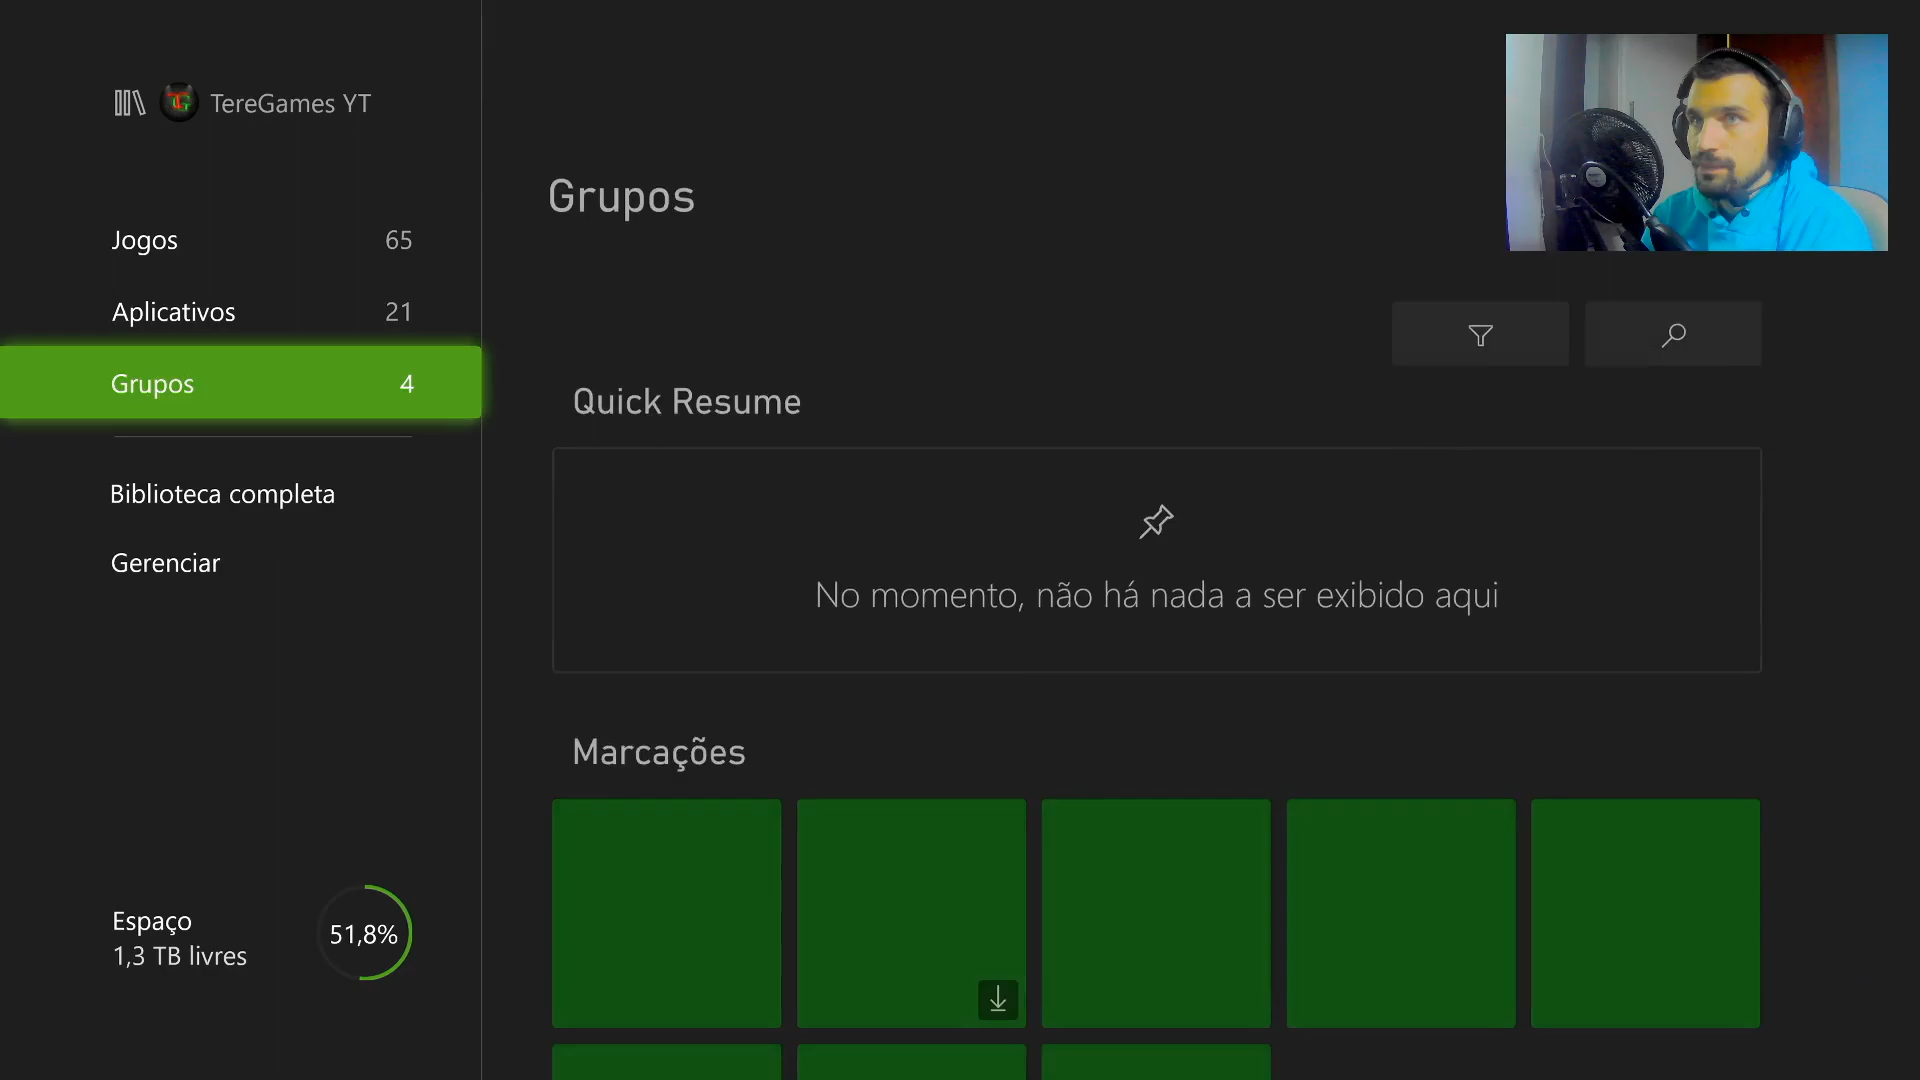 TereGames YT
Jogos 65
Aplicativos 21
Grupos 4
Biblioteca completa
Gerenciar
Espaço
1,3 TB livres
51,8%
Grupos
Quick Resume
No momento, não há nada a ser exibido aqui
Marcações